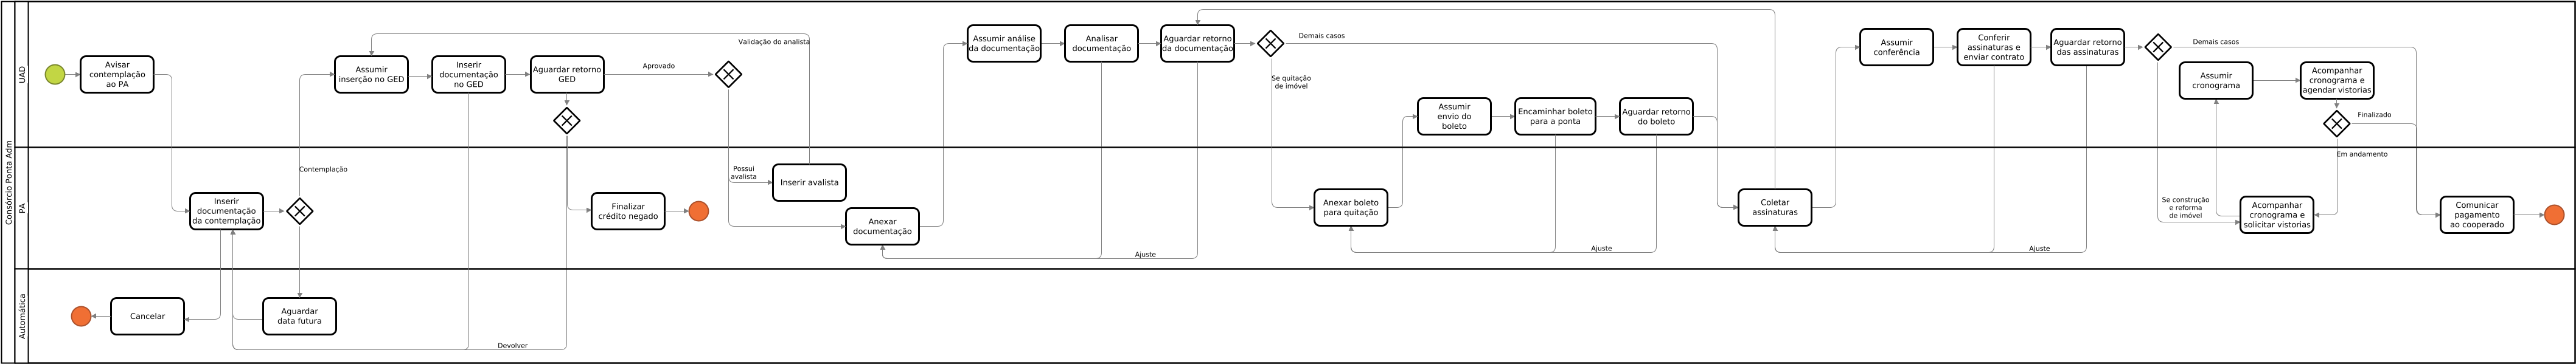 Consórcio Ponta Adm
UAD
Avisar
contemplação
ao PA
Assumir
inserção no GED
Inserir
documentação
no GED
Aguardar retorno
GED
Aprovado
Validação do analista
Assumir análise
da documentação
Analisar
documentação
Aguardar retorno
da documentação
Demais casos
Se quitação
de imóvel
Assumir
envio do
boleto
Encaminhar boleto
para a ponta
Aguardar retorno
do boleto
Assumir
conferência
Conferir
assinaturas e
enviar contrato
Aguardar retorno
das assinaturas
Demais casos
Assumir
cronograma
Acompanhar
cronograma e
agendar vistorias
Finalizado
PA
Inserir
documentação
da contemplação
Contemplação
Finalizar
crédito negado
Possui
avalista
Inserir avalista
Anexar
documentação
Ajuste
Anexar boleto
para quitação
Ajuste
Coletar
assinaturas
Ajuste
Se construção
e reforma
de imóvel
Acompanhar
cronograma e
solicitar vistorias
Em andamento
Comunicar
pagamento
ao cooperado
Automática
Cancelar
Aguardar
data futura
Devolver